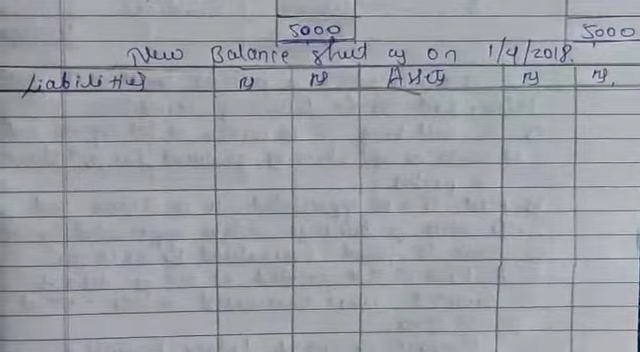 5000 5000
New Balance sheet as on 1/4/2018.
Liabilities Rs Rs Assets Rs Rs.